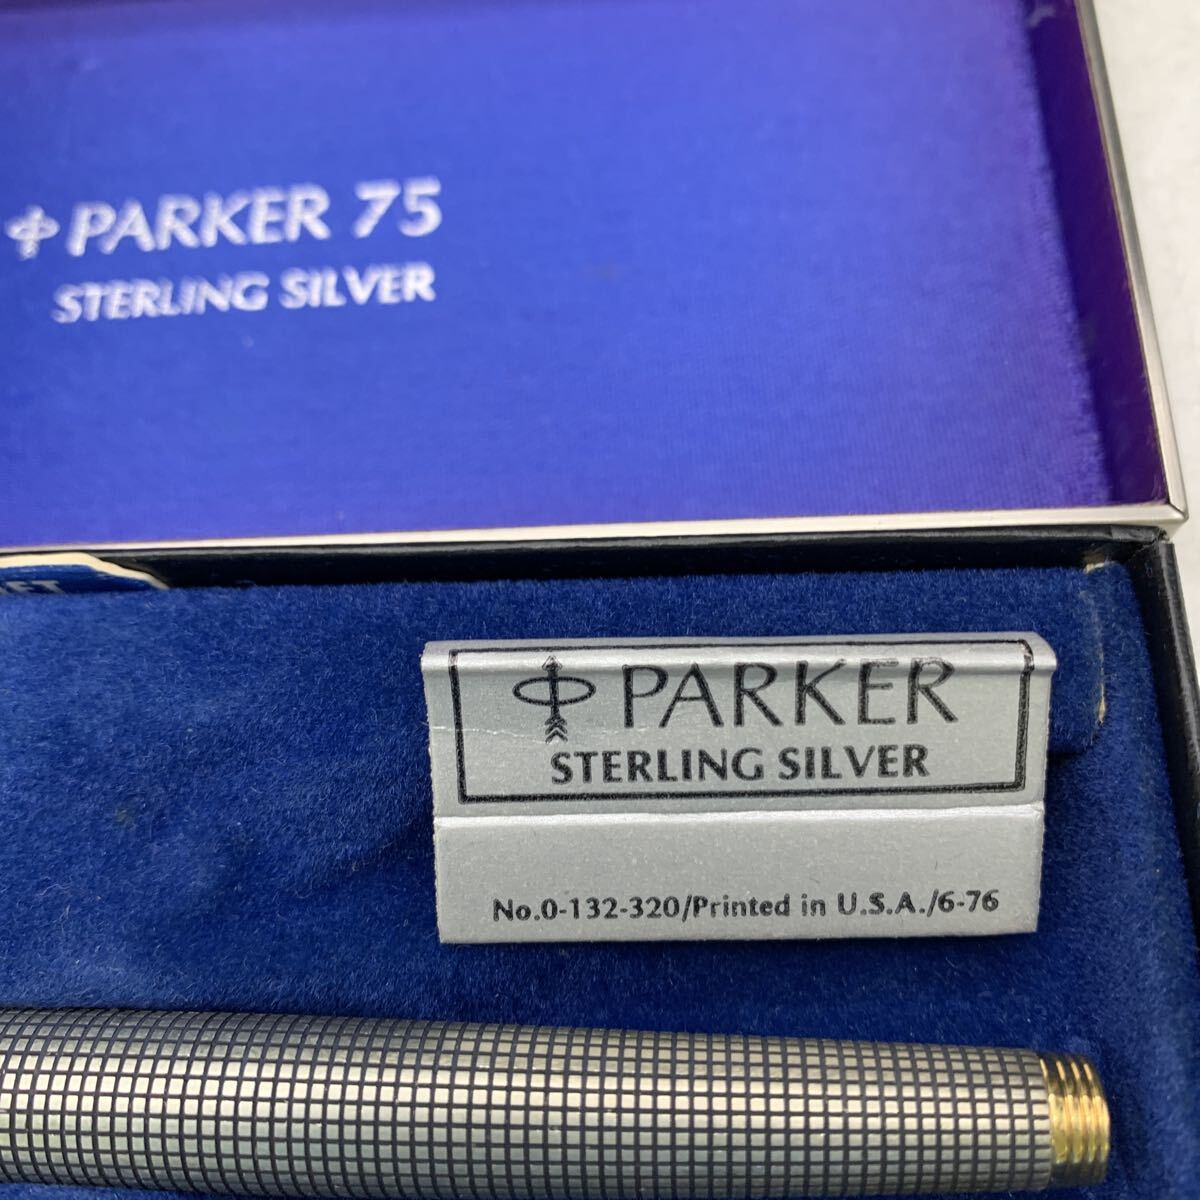 PARKER 75
STERLING SILVER
PARKER
STERLING SILVER
No.0-132-320/Printed in U.S.A./6-76